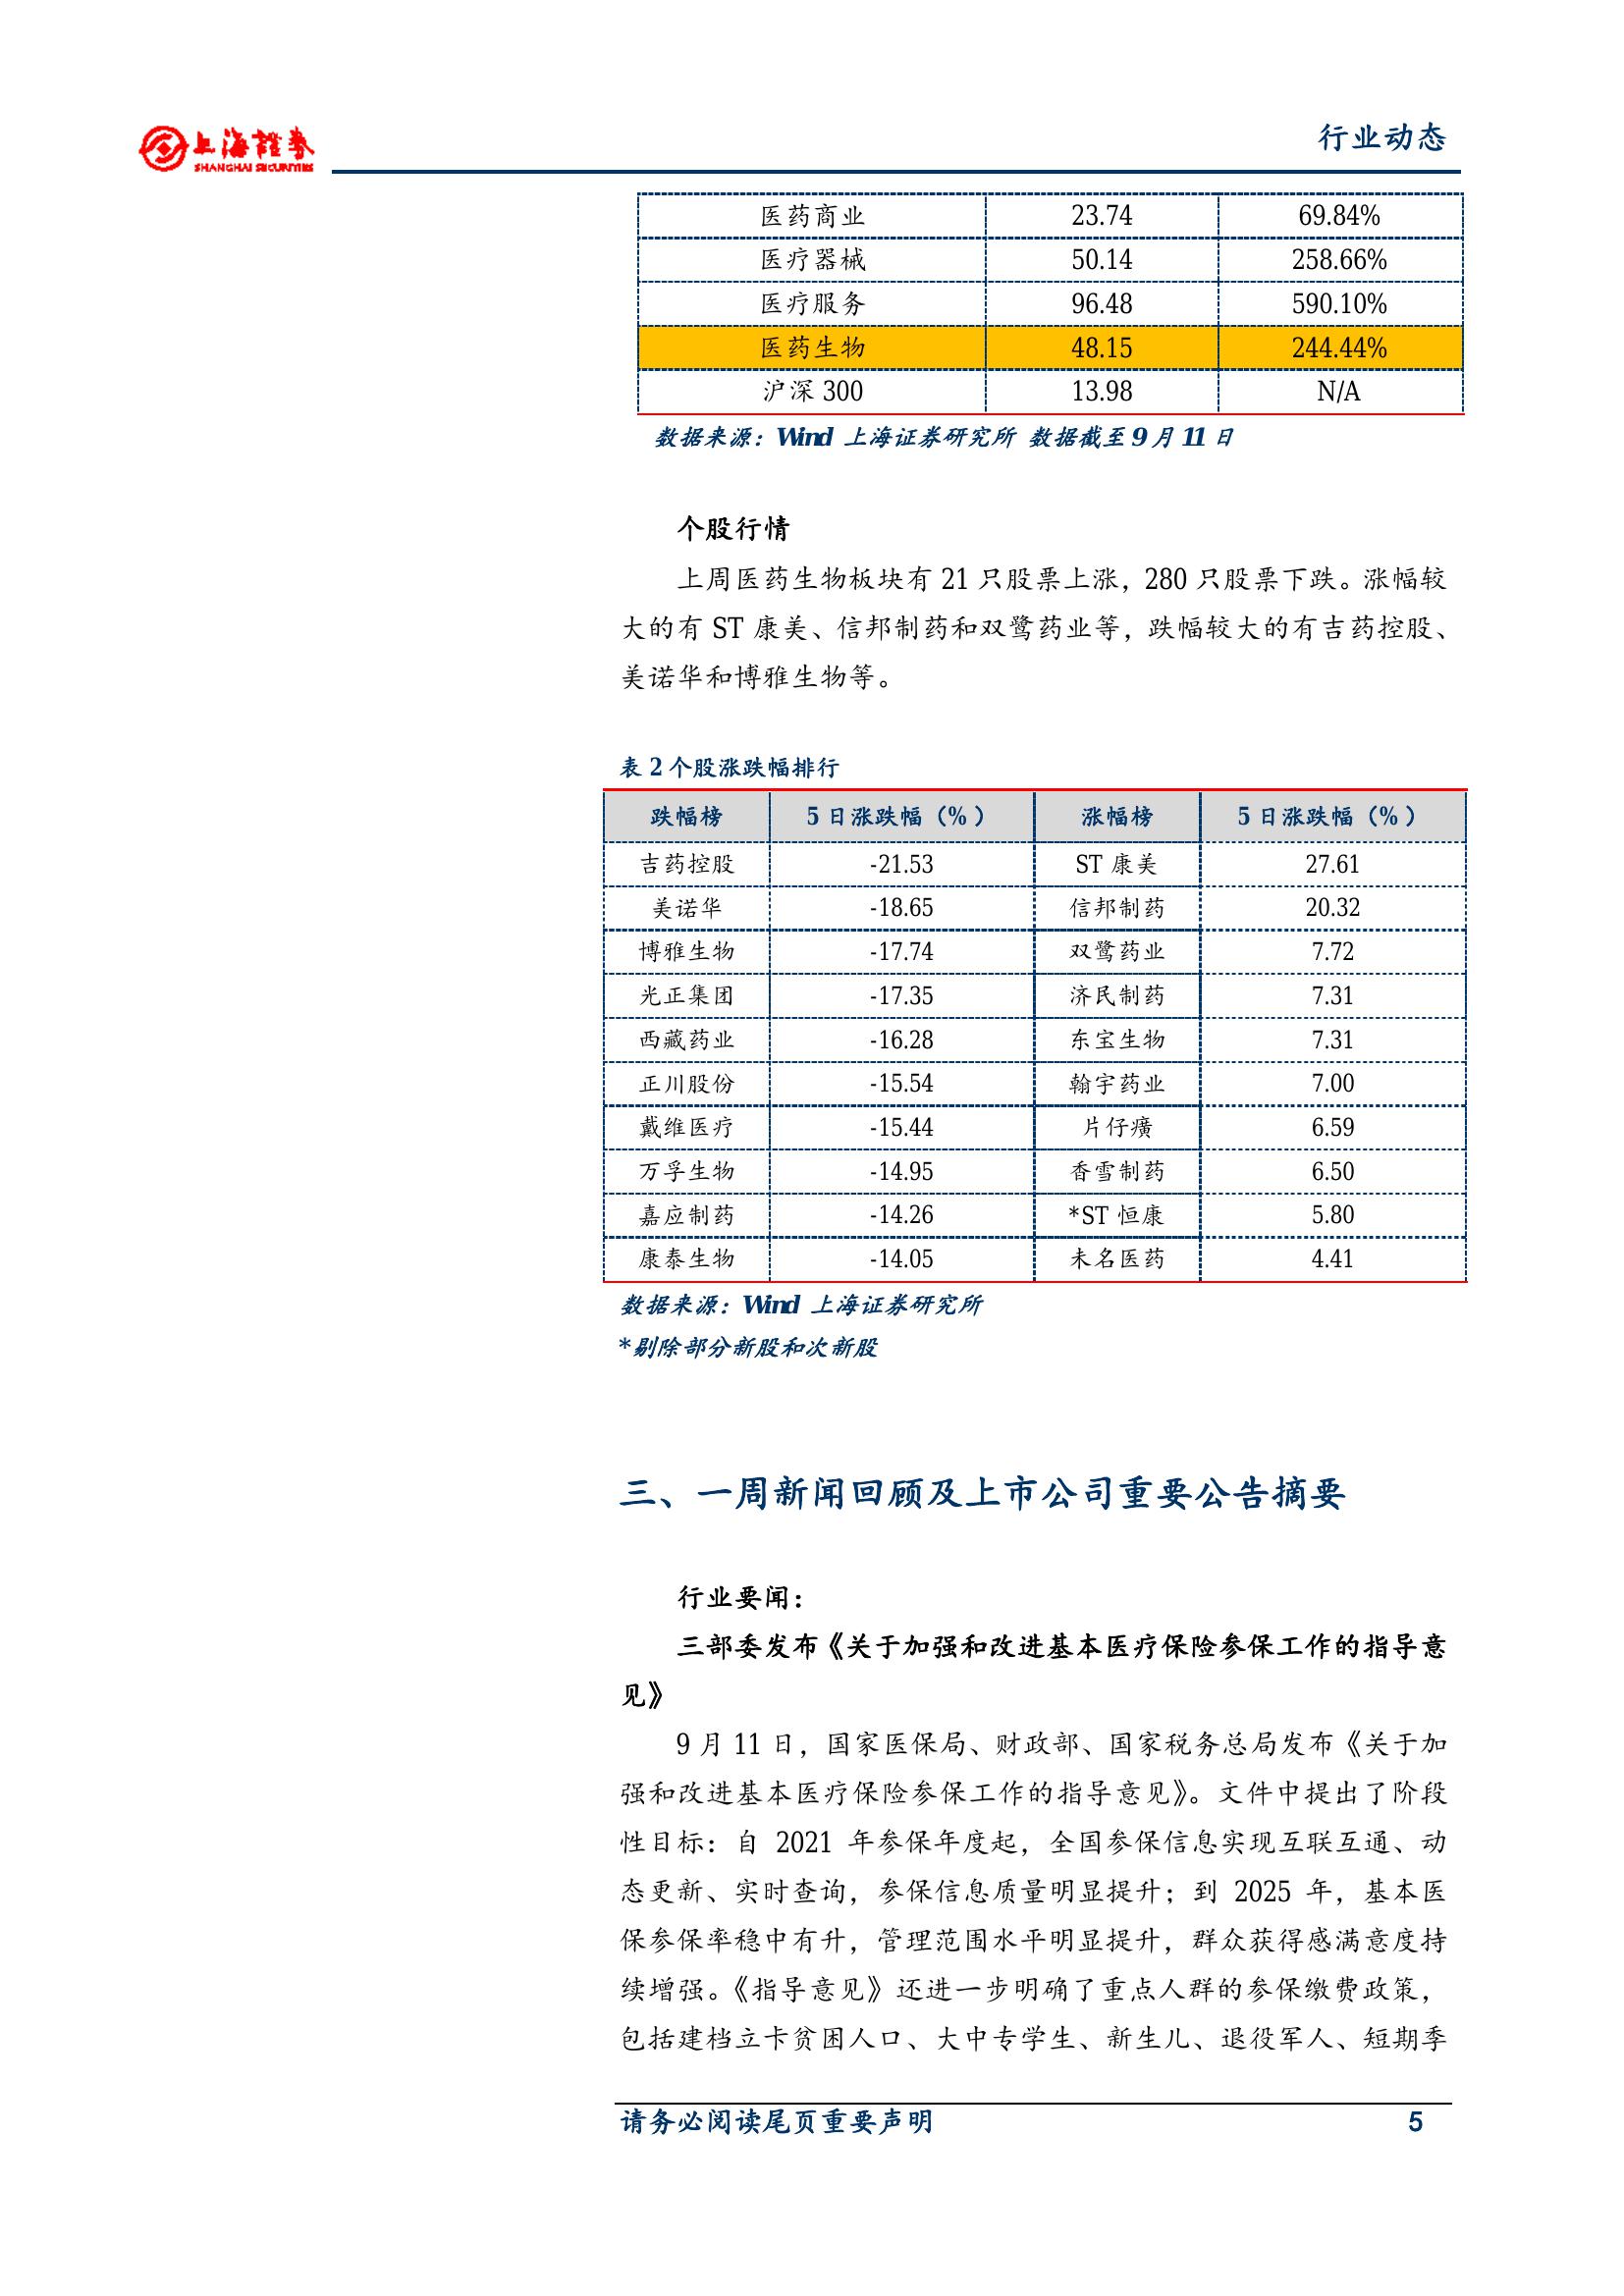 上海證券
SHANGHAI SECURITIES
行业动态
医药商业 23.74 69.84%
医疗器械 50.14 258.66%
医疗服务 96.48 590.10%
医药生物 48.15 244.44%
沪深 300 13.98 N/A
数据来源：Wind 上海证券研究所 数据截至 9 月 11 日
个股行情
上周医药生物板块有 21 只股票上涨，280 只股票下跌。涨幅较
大的有 ST 康美、信邦制药和双鹭药业等，跌幅较大的有吉药控股、
美诺华和博雅生物等。
表 2 个股涨跌幅排行
跌幅榜 5 日涨跌幅（%） 涨幅榜 5 日涨跌幅（%）
吉药控股 -21.53 ST 康美 27.61
美诺华 -18.65 信邦制药 20.32
博雅生物 -17.74 双鹭药业 7.72
光正集团 -17.35 济民制药 7.31
西藏药业 -16.28 东宝生物 7.31
正川股份 -15.54 翰宇药业 7.00
戴维医疗 -15.44 片仔癀 6.59
万孚生物 -14.95 香雪制药 6.50
嘉应制药 -14.26 *ST 恒康 5.80
康泰生物 -14.05 未名医药 4.41
数据来源：Wind 上海证券研究所
*剔除部分新股和次新股
三、一周新闻回顾及上市公司重要公告摘要
行业要闻：
三部委发布《关于加强和改进基本医疗保险参保工作的指导意
见》
9 月 11 日，国家医保局、财政部、国家税务总局发布《关于加
强和改进基本医疗保险参保工作的指导意见》。文件中提出了阶段
性目标：自 2021 年参保年度起，全国参保信息实现互联互通、动
态更新、实时查询，参保信息质量明显提升；到 2025 年，基本医
保参保率稳中有升，管理范围水平明显提升，群众获得感满意度持
续增强。《指导意见》还进一步明确了重点人群的参保缴费政策，
包括建档立卡贫困人口、大中专学生、新生儿、退役军人、短期季
请务必阅读尾页重要声明 5